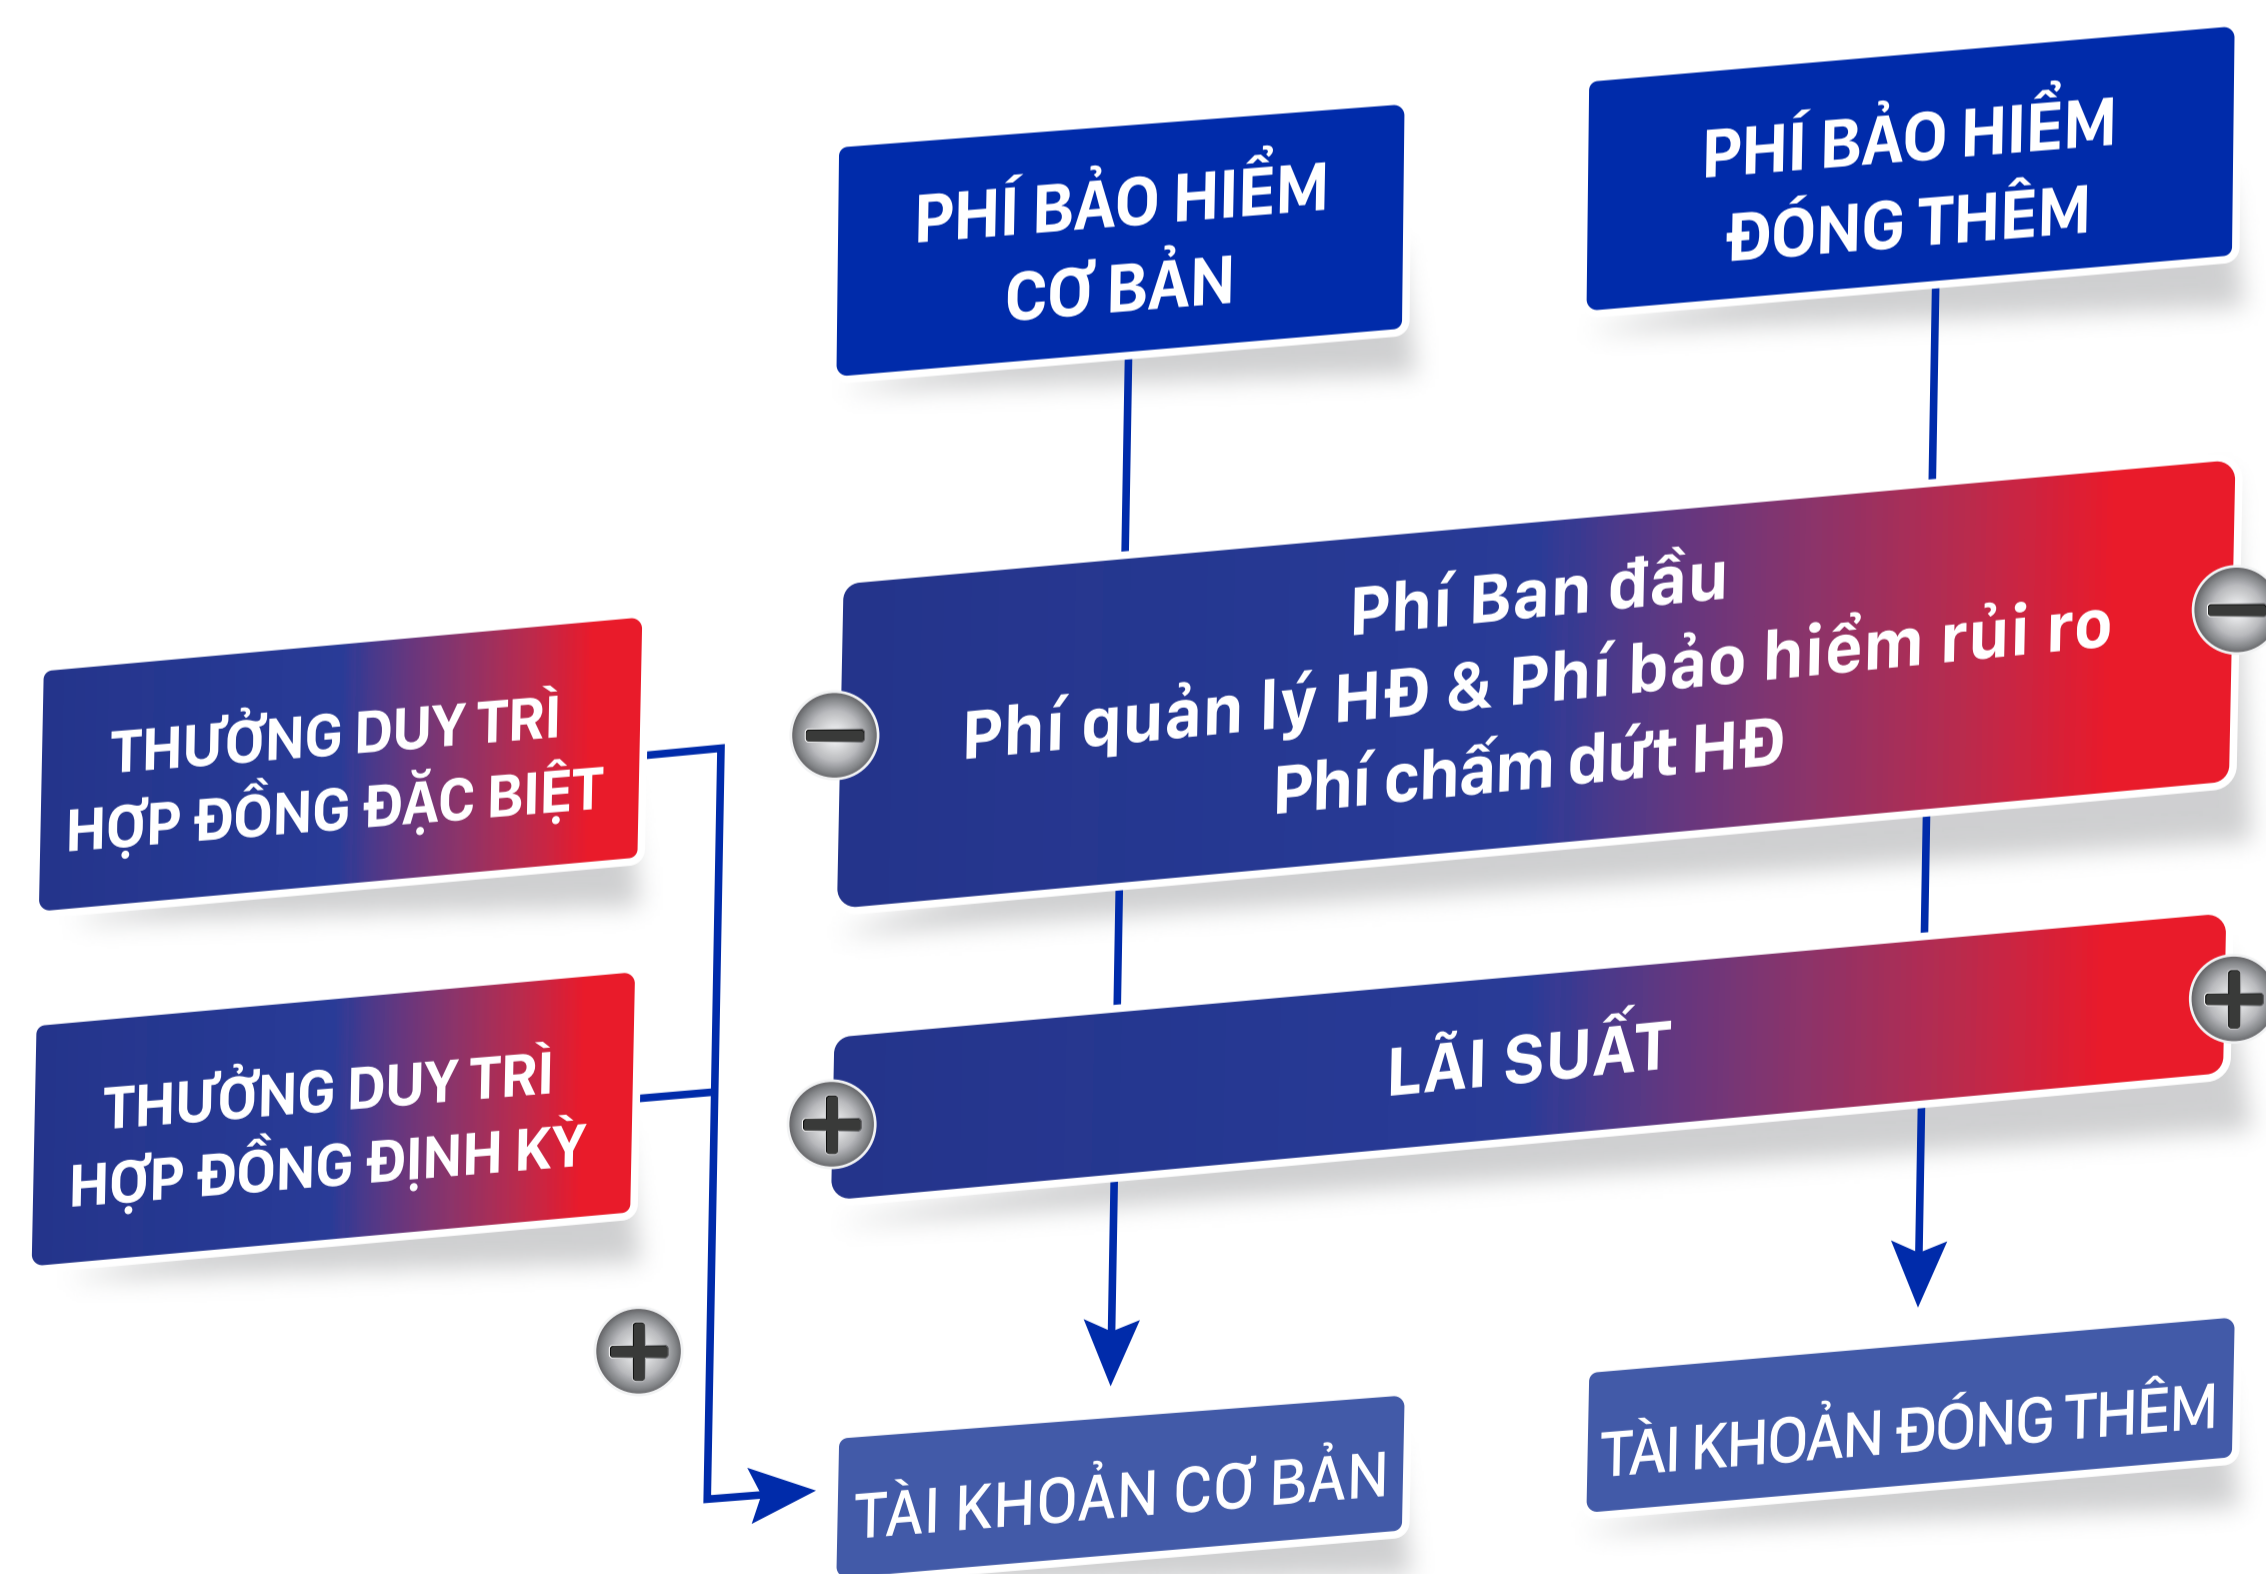 PHÍ BẢO HIỂM
CƠ BẢN
PHÍ BẢO HIỂM
ĐÓNG THÊM
Phí Ban đầu
Phí quản lý HĐ & Phí bảo hiểm rủi ro
Phí chấm dứt HĐ
THƯỞNG DUY TRÌ
HỢP ĐỒNG ĐẶC BIỆT
THƯỞNG DUY TRÌ
HỢP ĐỒNG ĐỊNH KỲ
LÃI SUẤT
TÀI KHOẢN CƠ BẢN
TÀI KHOẢN ĐÓNG THÊM